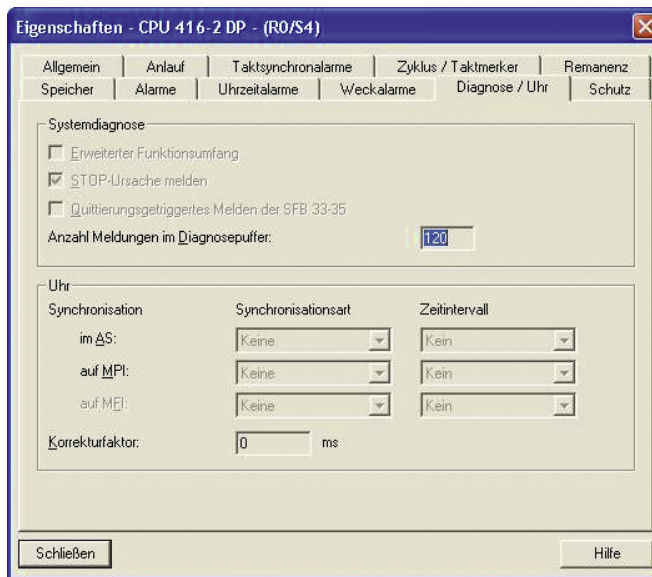 Eigenschaften - CPU 416-2 DP - (R0/S4)
Allgemein Anlauf Taktsynchronalarme Zyklus / Taktmerker Remanenz
Speicher Alarme Uhrzeitalarme Weckalarme Diagnose / Uhr Schutz
Systemdiagnose
Erweiterter Funktionsumfang
STOP-Ursache melden
Quittierungsgetriggertes Melden der SFB 33-35
Anzahl Meldungen im Diagnosepuffer: 120
Uhr
Synchronisation Synchronisationsart Zeitintervall
im AS: Keine Kein
auf MPI: Keine Kein
auf MFI: Keine Kein
Korrekturfaktor: 0 ms
Schließen Hilfe